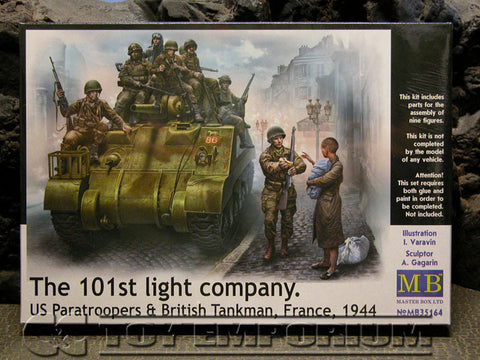 This kit includes
parts for the
assembly of
nine figures.
This kit is not
completed
by the model
of any vehicle.
Attention!
This set requires
both glue and
paint in order to
be completed.
Not included.
Illustration
I. Varavin
Sculptor
A. Gagarin
MB
MASTER BOX LTD
№MB35164
86
The 101st light company.
US Paratroopers & British Tankman, France, 1944
TOY EMPORIUM